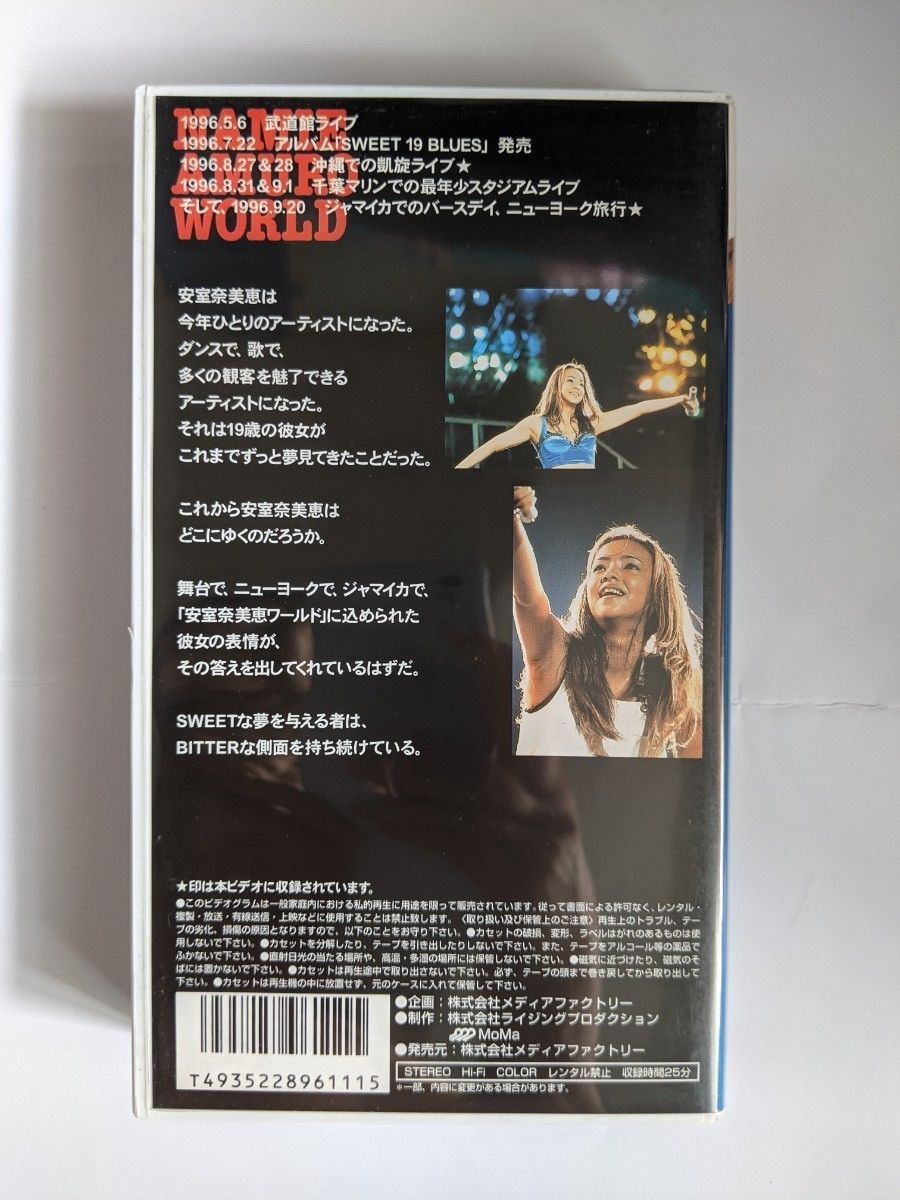 NAMIE
AMURO
WORLD
1996.5.6 武道館ライブ
1996.7.22 アルバム「SWEET 19 BLUES」発売
1996.8.27&28 沖縄での凱旋ライブ★
1996.8.31&9.1 千葉マリンでの最年少スタジアムライブ
そして、1996.9.20 ジャマイカでのバースデイ、ニューヨーク旅行★
安室奈美恵は
今年ひとりのアーティストになった。
ダンスで、歌で、
多くの観客を魅了できる
アーティストになった。
それは19歳の彼女が
これまでずっと夢見てきたことだった。
これから安室奈美恵は
どこにゆくのだろうか。
舞台で、ニューヨークで、ジャマイカで、
「安室奈美恵ワールド」に込められた
彼女の表情が、
その答えを出してくれているはずだ。
SWEETな夢を与える者は、
BITTERな側面を持ち続けている。
★印は本ビデオに収録されています。
●このビデオグラムは一般家庭内における私的再生に用途を限って販売されています。従って書面による許可なく、レンタル・
複製・放送・有線送信・上映などに使用することは禁止致します。〈取り扱い及び保管上のご注意〉再生上のトラブル、テー
プの劣化、損傷の原因となりますので、以下のことをお守り下さい。●カセットの破損、変形、ラベルはがれのあるものは使
用しないで下さい。●カセットを分解したり、テープを引き出したりしないで下さい。また、テープをアルコール等の薬品で
ふかないで下さい。●直射日光の当たる場所や、高温・多湿の場所には保管しないで下さい。●磁気に近づけたり、磁気のそ
ばには置かないで下さい。●カセットは再生途中で取り出さないで下さい。必ず、テープの頭まで巻き戻してから取り出して
下さい。●カセットは再生機の中に放置せず、元のケースに入れて保管して下さい。
●企画：株式会社メディアファクトリー
●制作：株式会社ライジングプロダクション
MoMa
●発売元：株式会社メディアファクトリー
STEREO Hi-Fi COLOR レンタル禁止 収録時間25分
＊一部、内容に変更がある場合があります。
T4935228961115